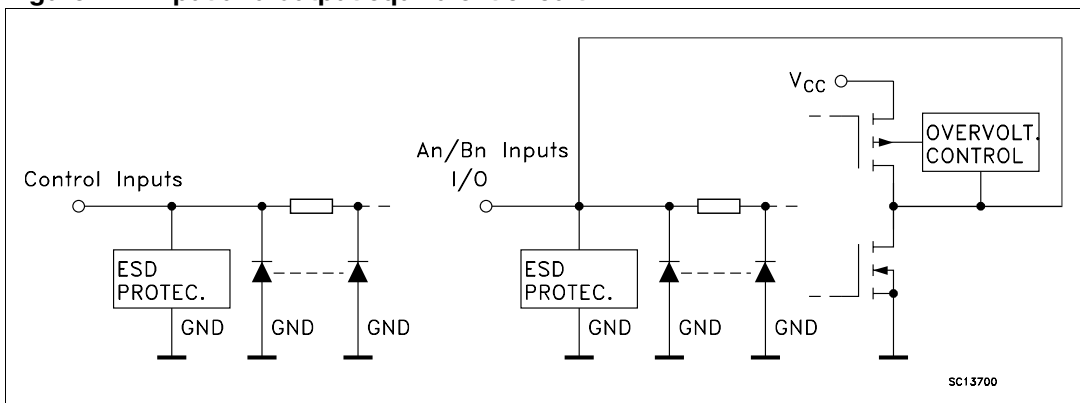 Control Inputs
ESD
PROTEC.
GND
GND
GND
An/Bn Inputs
I/O
ESD
PROTEC.
GND
GND
GND
VCC
OVERVOLT.
CONTROL
SC13700